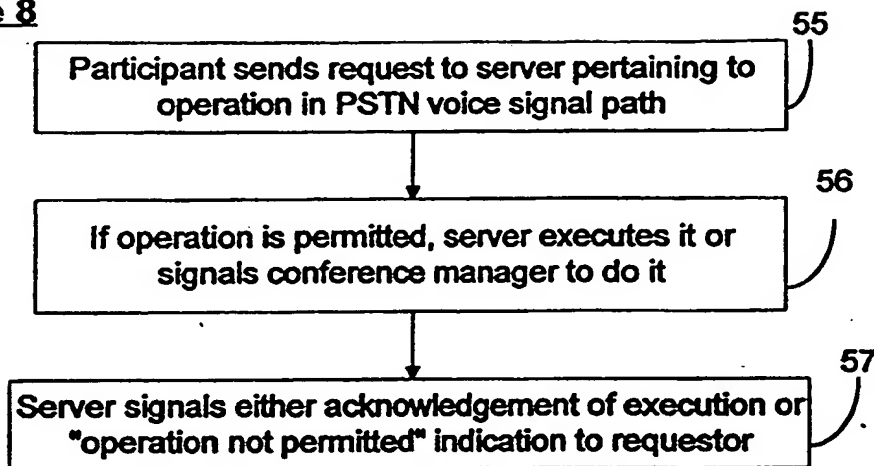 e 8
55
Participant sends request to server pertaining to
operation in PSTN voice signal path
56
If operation is permitted, server executes it or
signals conference manager to do it
57
Server signals either acknowledgement of execution or
"operation not permitted" indication to requestor